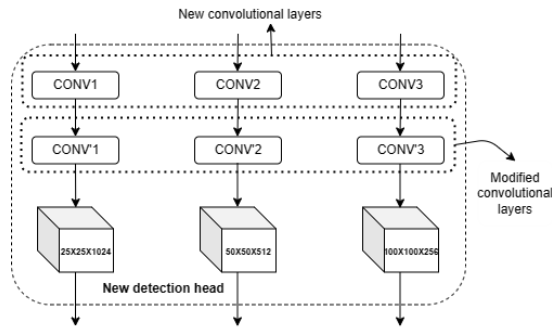 New convolutional layers
CONV1
CONV2
CONV3
CONV'1
CONV'2
CONV'3
Modified
convolutional
layers
25X25X1024
50X50X512
100X100X256
New detection head